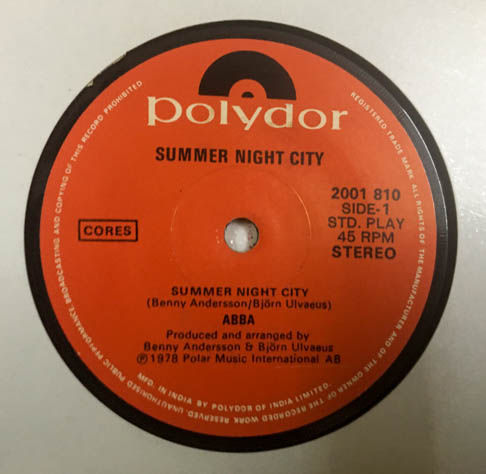 polydor
SUMMER NIGHT CITY
2001 810
SIDE-1
STD. PLAY
45 RPM
STEREO
CORES
SUMMER NIGHT CITY
(Benny Andersson/Björn Ulvaeus)
ABBA
Produced and arranged by
Benny Andersson & Björn Ulvaeus
℗1978 Polar Music International AB
MFG. IN INDIA BY POLYDOR OF INDIA LIMITED.
REGISTERED TRADE MARK ALL RIGHTS OF THE MANUFACTURER AND OF THE OWNER OF THE RECORDED WORK RESERVED. UNAUTHORISED PUBLIC PERFORMANCE, BROADCASTING AND COPYING OF THIS RECORD PROHIBITED